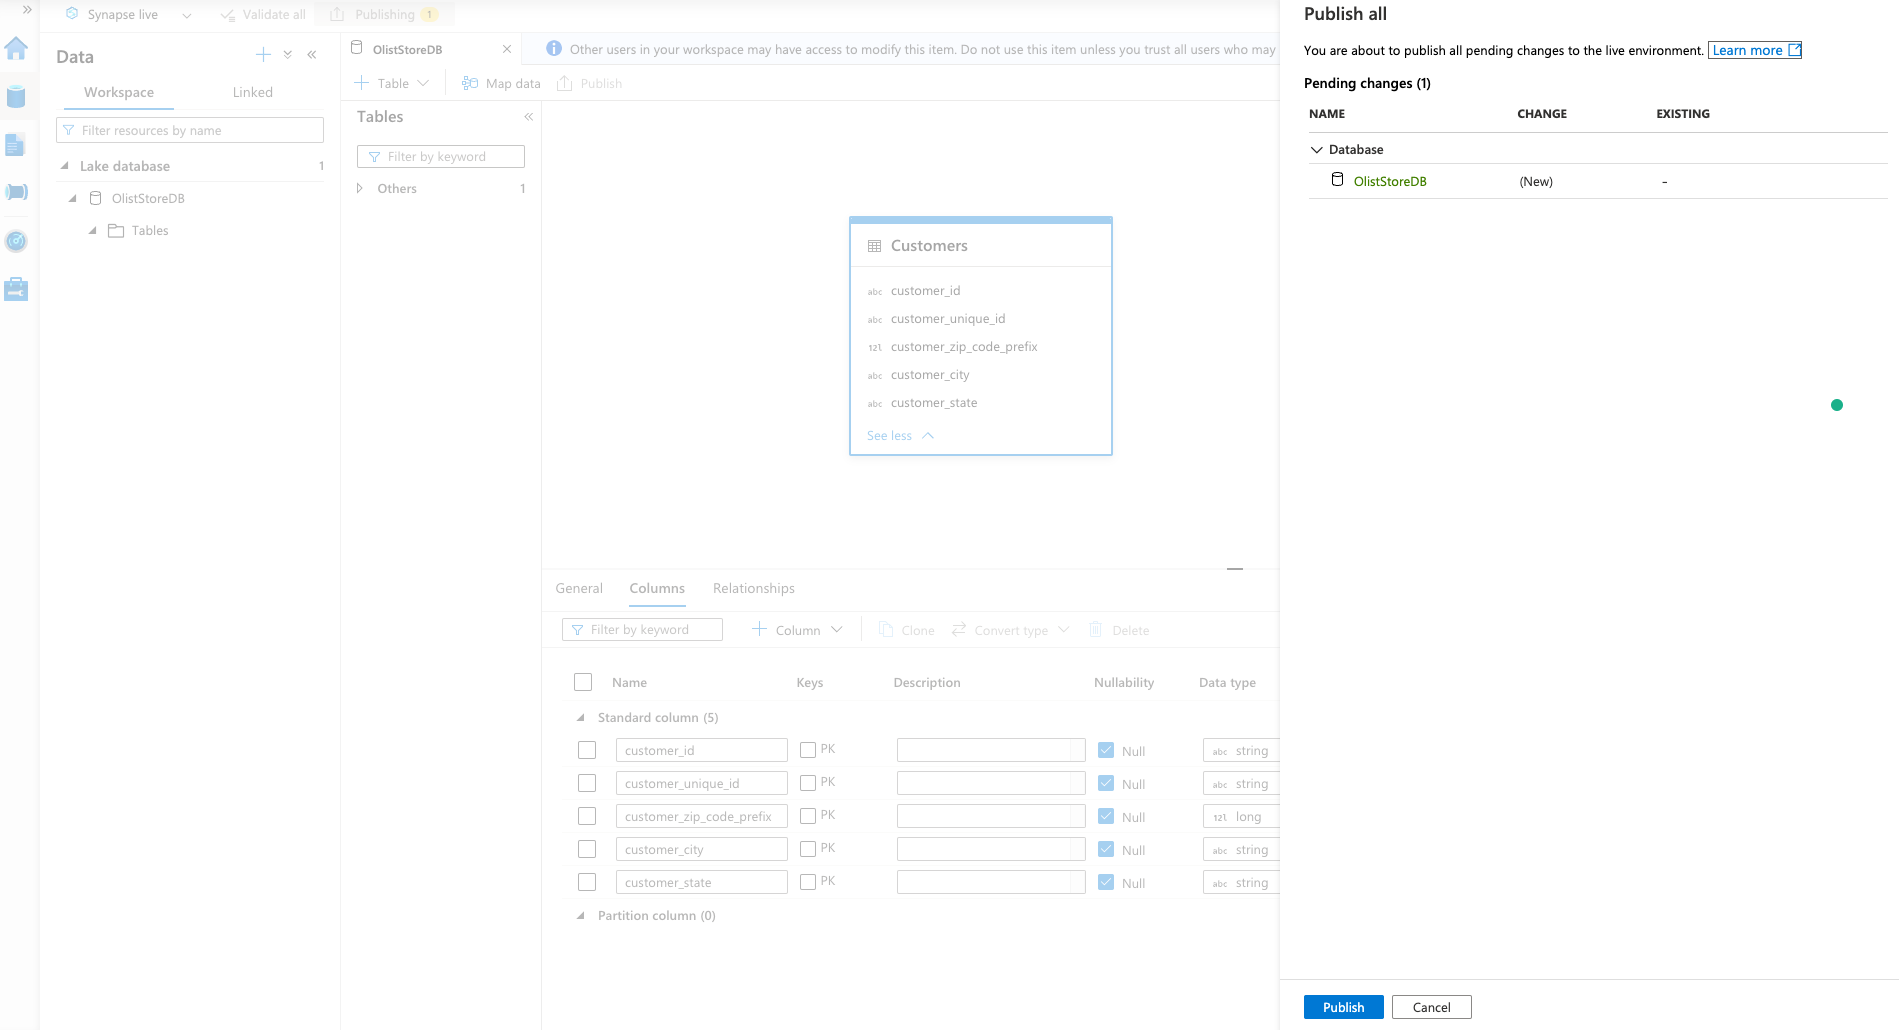 Synapse live
Validate all
Publishing 1
Data
Workspace
Linked
Filter resources by name
Lake database 1
OlistStoreDB
Tables
OlistStoreDB
Other users in your workspace may have access to modify this item. Do not use this item unless you trust all users who may
Table
Map data
Publish
Tables
Filter by keyword
Others 1
Customers
abc customer_id
abc customer_unique_id
12l customer_zip_code_prefix
abc customer_city
abc customer_state
See less
General Columns Relationships
Filter by keyword
Column
Clone
Convert type
Delete
Name Keys Description Nullability Data type
Standard column (5)
customer_id PK Null abc string
customer_unique_id PK Null abc string
customer_zip_code_prefix PK Null 12l long
customer_city PK Null abc string
customer_state PK Null abc string
Partition column (0)
Publish all
You are about to publish all pending changes to the live environment. Learn more
Pending changes (1)
NAME CHANGE EXISTING
Database
OlistStoreDB (New) -
Publish
Cancel